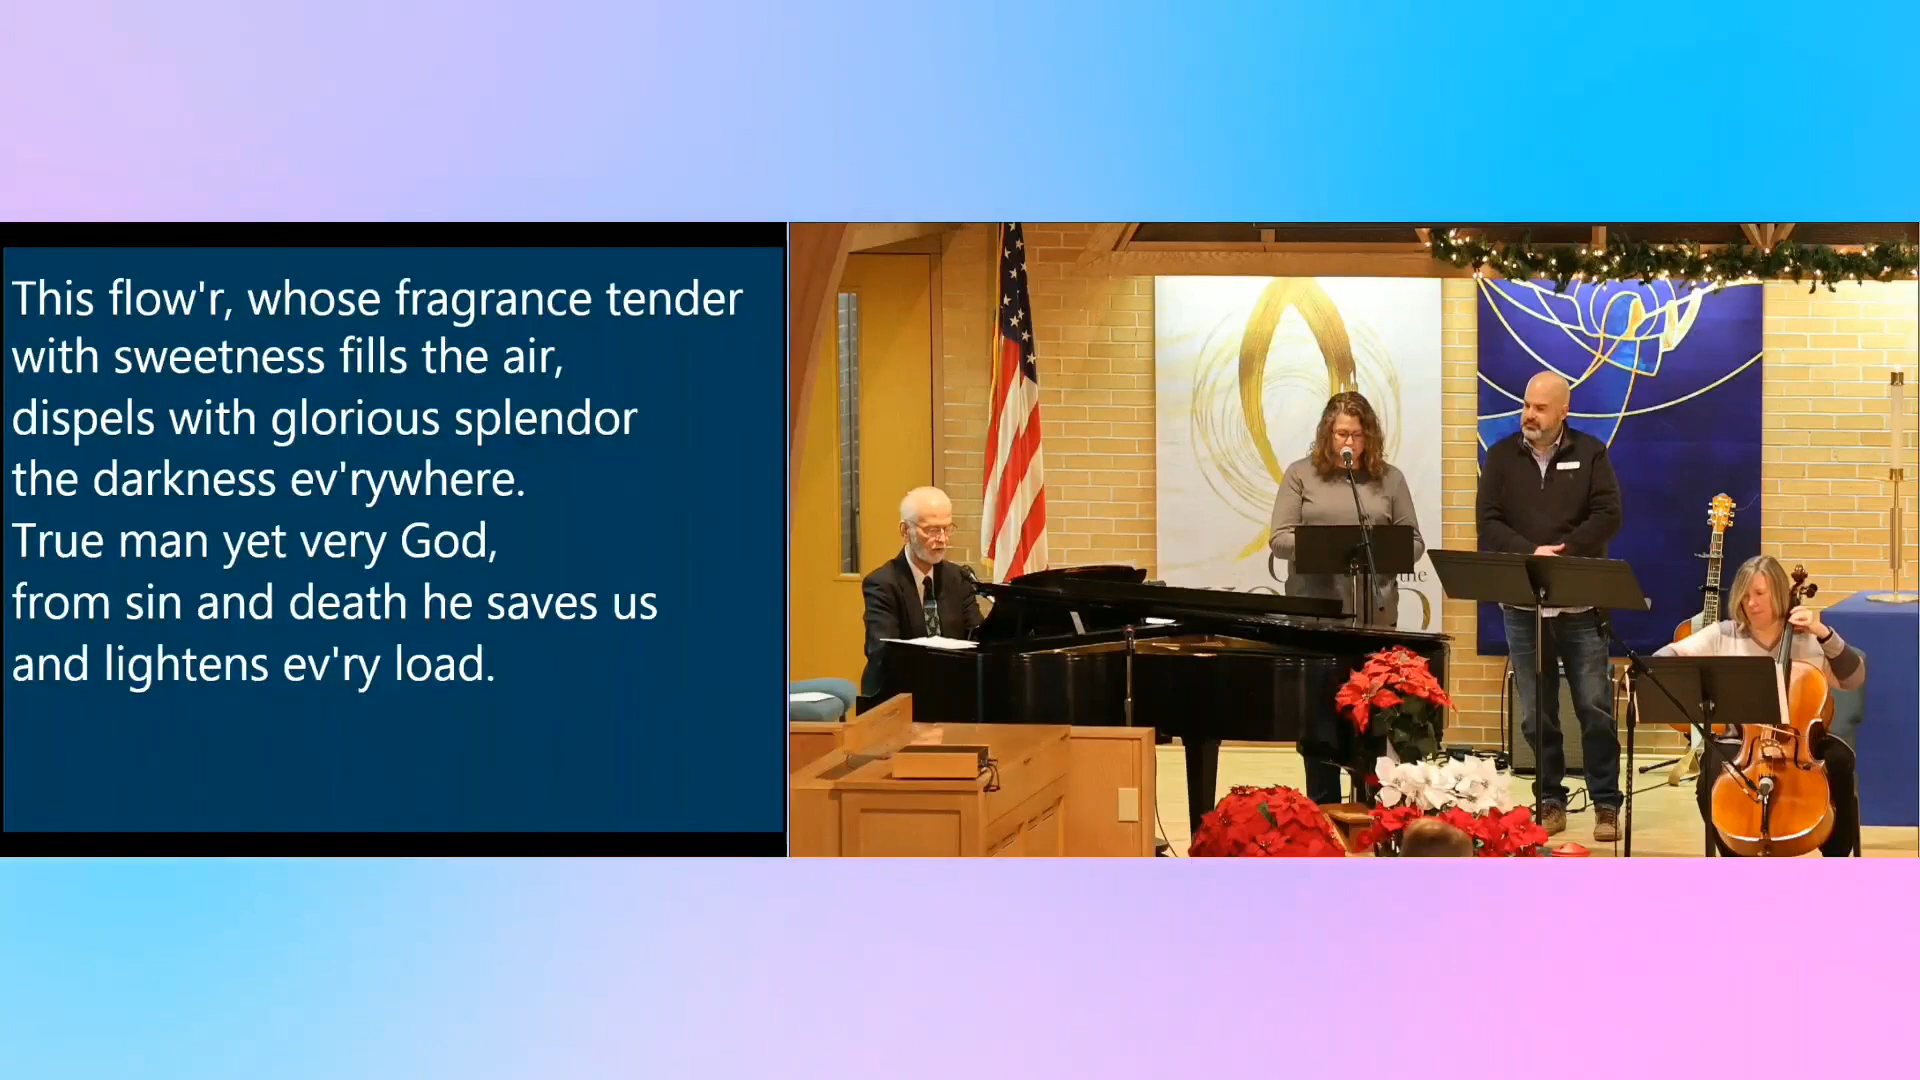 This flow'r, whose fragrance tender
with sweetness fills the air,
dispels with glorious splendor
the darkness ev'rywhere.
True man yet very God,
from sin and death he saves us
and lightens ev'ry load.
the